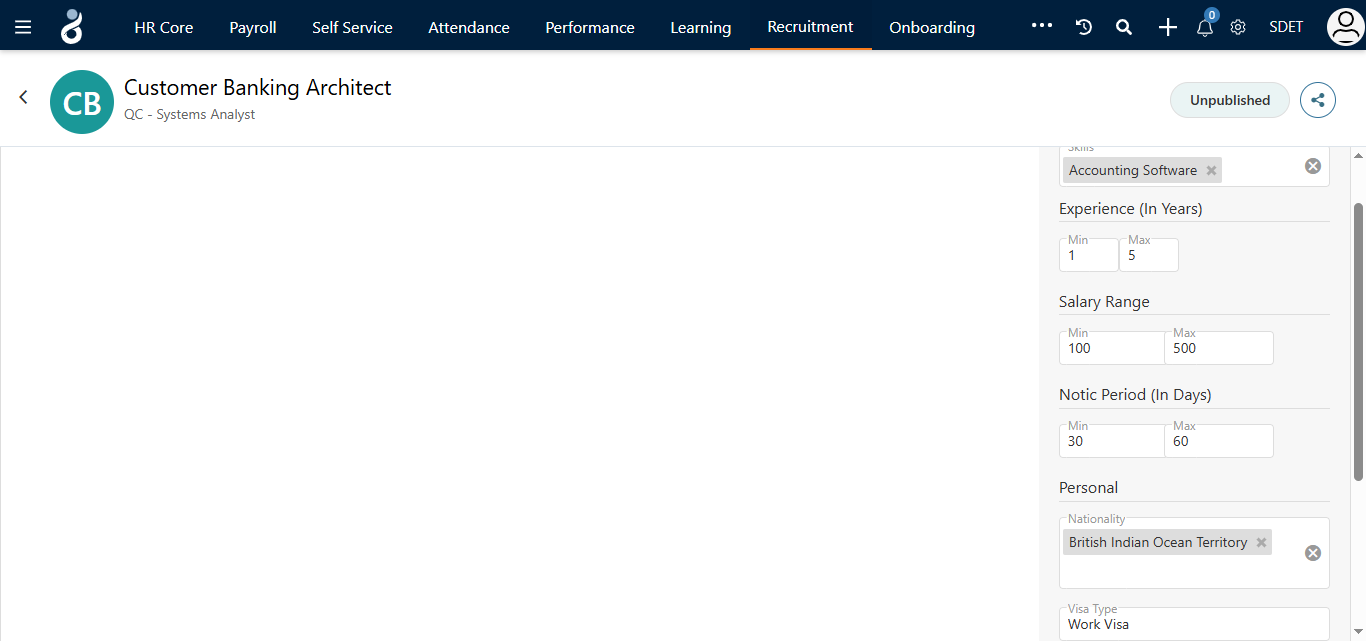 HR Core Payroll Self Service Attendance Performance Learning Recruitment Onboarding ••• 0 SDET
CB
Customer Banking Architect
QC - Systems Analyst
Unpublished
Skills
Accounting Software
Experience (In Years)
Min Max
1 5
Salary Range
Min Max
100 500
Notic Period (In Days)
Min Max
30 60
Personal
Nationality
British Indian Ocean Territory
Visa Type
Work Visa